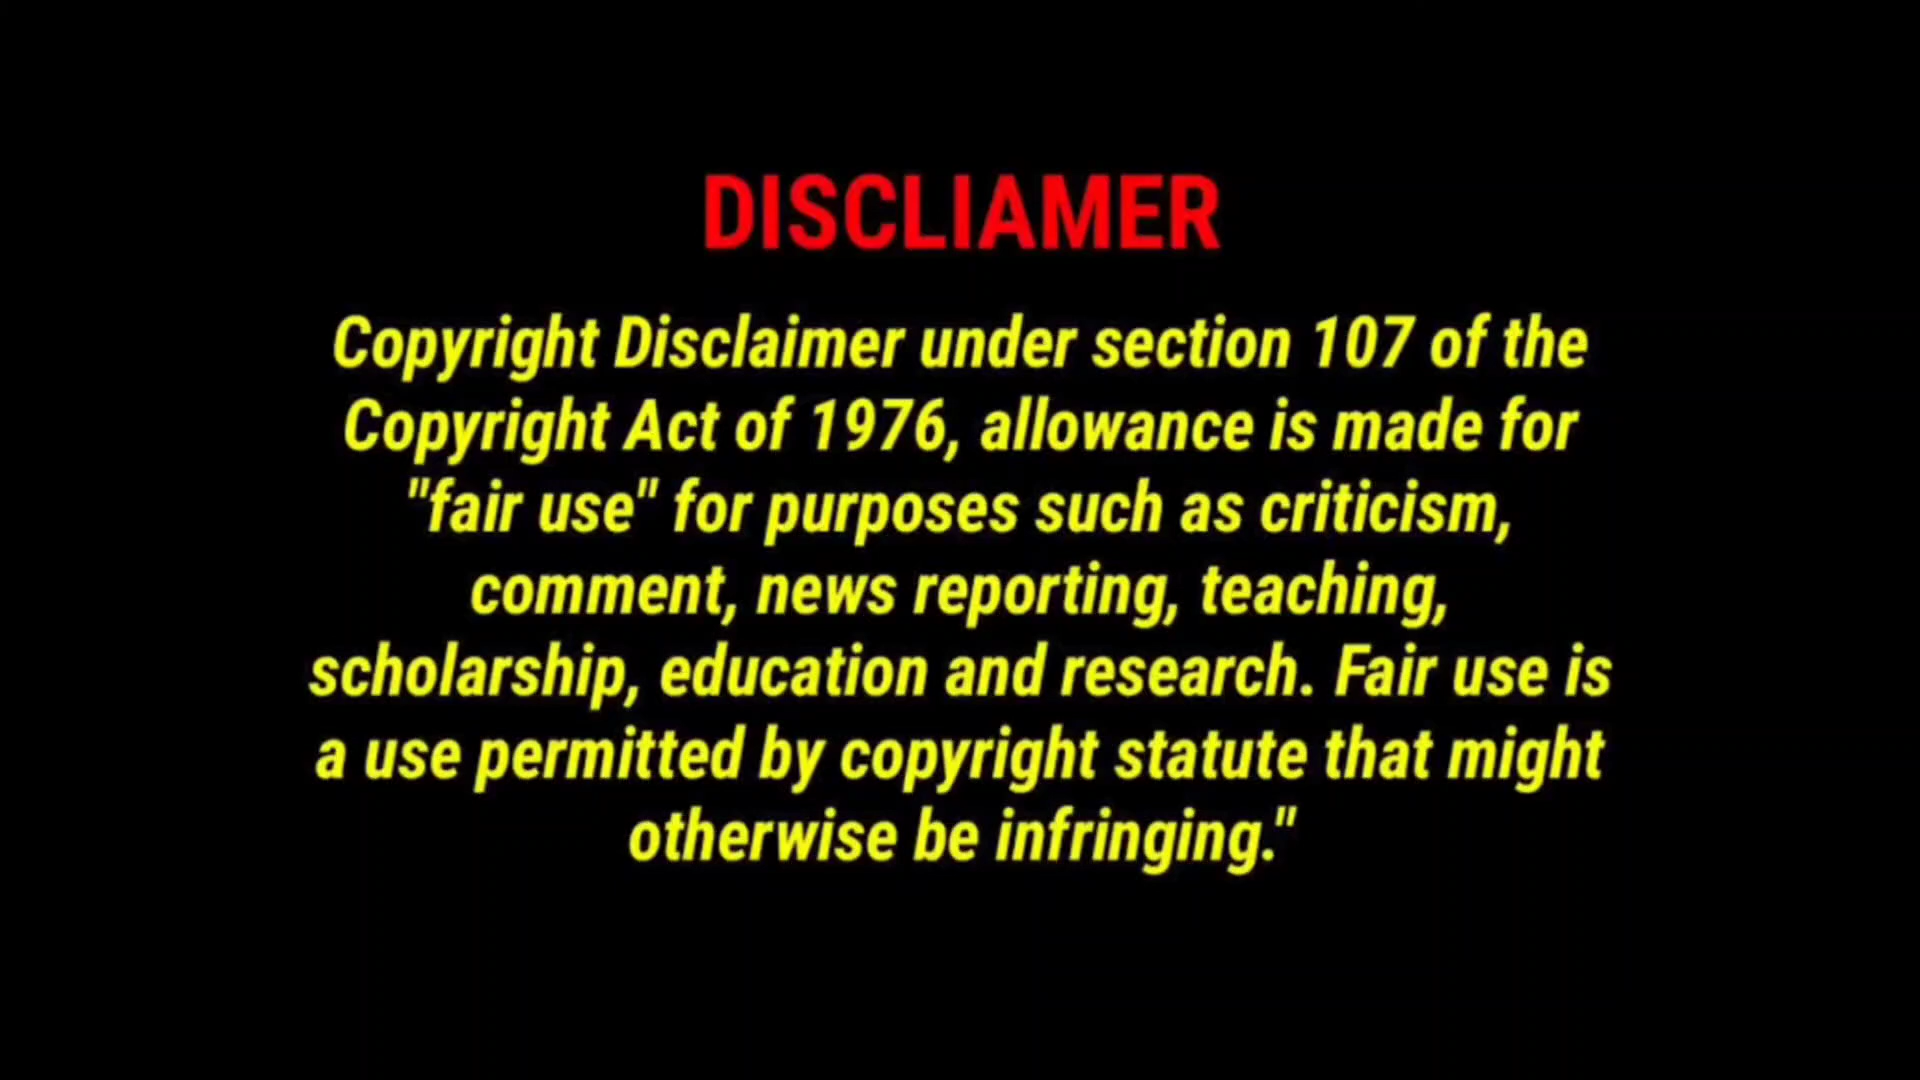 DISCLIAMER
Copyright Disclaimer under section 107 of the
Copyright Act of 1976, allowance is made for
"fair use" for purposes such as criticism,
comment, news reporting, teaching,
scholarship, education and research. Fair use is
a use permitted by copyright statute that might
otherwise be infringing."